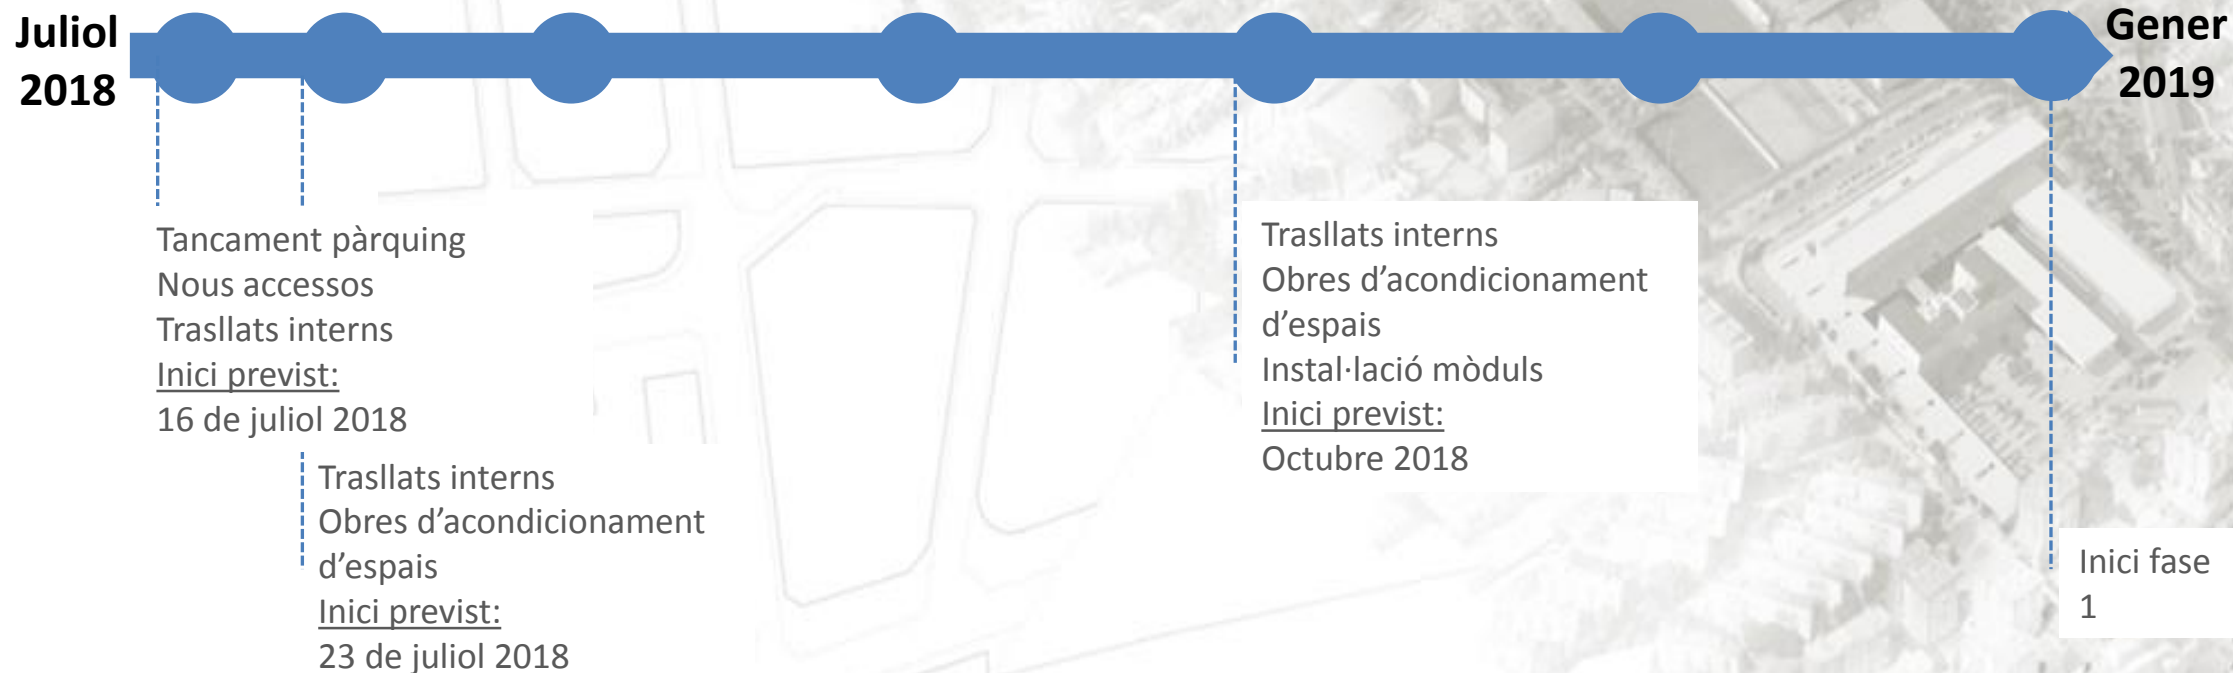 Juliol
2018
Gener
2019
Tancament pàrquing
Nous accessos
Trasllats interns
Inici previst:
16 de juliol 2018
Trasllats interns
Obres d’acondicionament
d’espais
Inici previst:
23 de juliol 2018
Trasllats interns
Obres d’acondicionament
d’espais
Instal·lació mòduls
Inici previst:
Octubre 2018
Inici fase
1